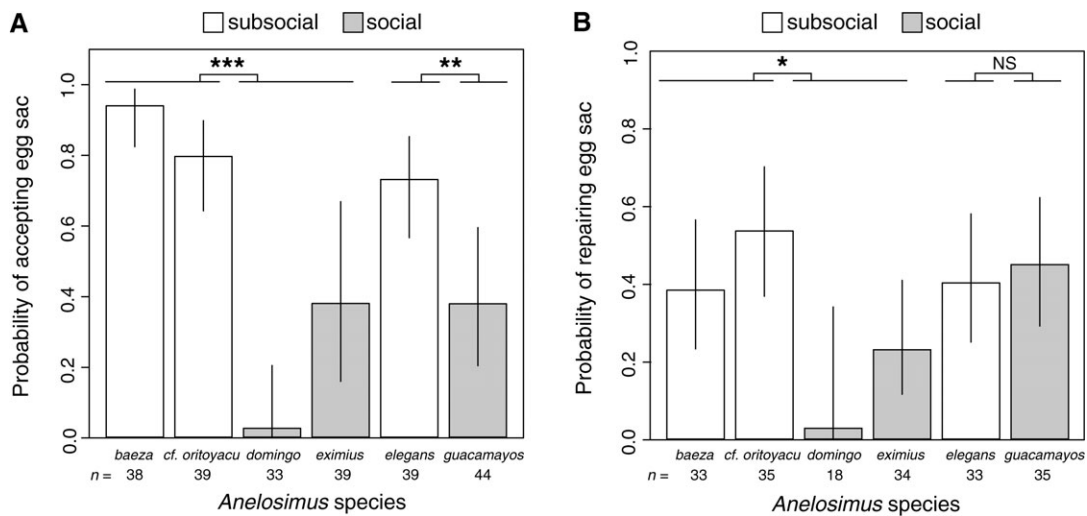 A
subsocial social
*** **
Probability of accepting egg sac
1.0
0.8
0.6
0.4
0.2
0.0
baeza cf. oritoyacu domingo eximius elegans guacamayos
n = 38 39 33 39 39 44
Anelosimus species
B
subsocial social
* NS
Probability of repairing egg sac
1.0
0.8
0.6
0.4
0.2
0.0
baeza cf. oritoyacu domingo eximius elegans guacamayos
n = 33 35 18 34 33 35
Anelosimus species